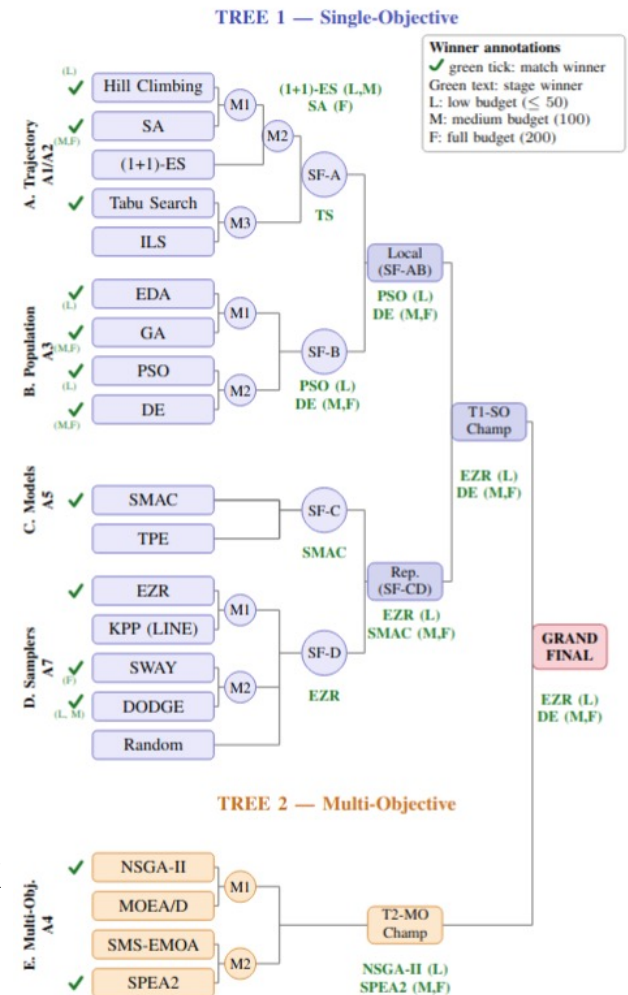 TREE 1 — Single-Objective
Winner annotations
✓ green tick: match winner
Green text: stage winner
L: low budget (≤ 50)
M: medium budget (100)
F: full budget (200)
A. Trajectory
A1/A2
(L)
Hill Climbing
M1
SA
(M,F)
(1+1)-ES
M2
(1+1)-ES (L,M)
SA (F)
Tabu Search
M3
ILS
SF-A
TS
B. Population
A3
EDA
(L)
M1
GA
(M,F)
PSO
(L)
M2
DE
(M,F)
SF-B
PSO (L)
DE (M,F)
Local
(SF-AB)
PSO (L)
DE (M,F)
T1-SO
Champ
EZR (L)
DE (M,F)
C. Models
A5
SMAC
TPE
SF-C
SMAC
Rep.
(SF-CD)
EZR (L)
SMAC (M,F)
D. Samplers
A7
EZR
M1
KPP (LINE)
SWAY
(F)
M2
DODGE
(L, M)
Random
SF-D
EZR
GRAND
FINAL
EZR (L)
DE (M,F)
TREE 2 — Multi-Objective
E. Multi-Obj.
A4
NSGA-II
M1
MOEA/D
SMS-EMOA
M2
SPEA2
T2-MO
Champ
NSGA-II (L)
SPEA2 (M,F)